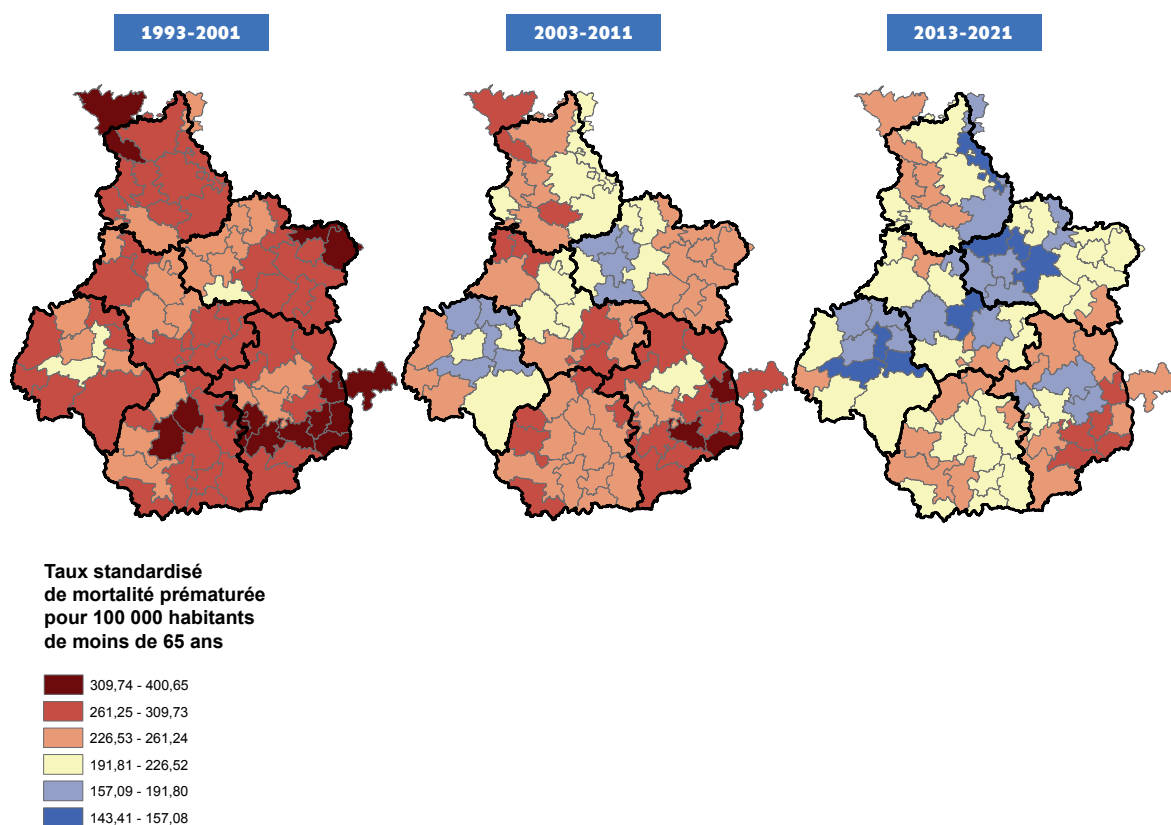 1993-2001
2003-2011
2013-2021
Taux standardisé
de mortalité prématurée
pour 100 000 habitants
de moins de 65 ans
309,74 - 400,65
261,25 - 309,73
226,53 - 261,24
191,81 - 226,52
157,09 - 191,80
143,41 - 157,08